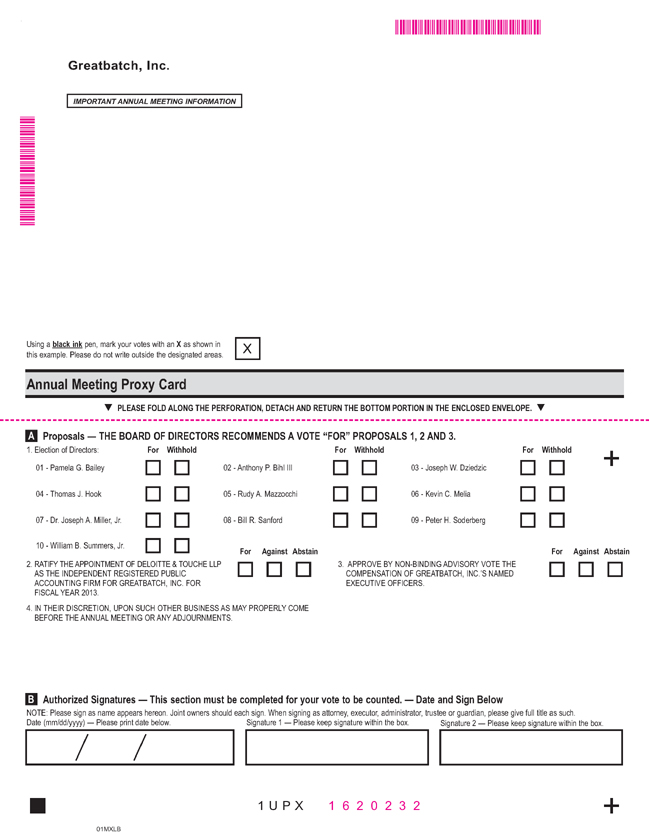 Greatbatch, Inc.
IMPORTANT ANNUAL MEETING INFORMATION
Using a black ink pen, mark your votes with an X as shown in
this example. Please do not write outside the designated areas.
X
Annual Meeting Proxy Card
▼ PLEASE FOLD ALONG THE PERFORATION, DETACH AND RETURN THE BOTTOM PORTION IN THE ENCLOSED ENVELOPE. ▼
A Proposals — THE BOARD OF DIRECTORS RECOMMENDS A VOTE “FOR” PROPOSALS 1, 2 AND 3.
1. Election of Directors: For Withhold For Withhold For Withhold
01 - Pamela G. Bailey 02 - Anthony P. Bihl III 03 - Joseph W. Dziedzic
04 - Thomas J. Hook 05 - Rudy A. Mazzocchi 06 - Kevin C. Melia
07 - Dr. Joseph A. Miller, Jr. 08 - Bill R. Sanford 09 - Peter H. Soderberg
10 - William B. Summers, Jr.
For Against Abstain For Against Abstain
2. RATIFY THE APPOINTMENT OF DELOITTE & TOUCHE LLP
AS THE INDEPENDENT REGISTERED PUBLIC
ACCOUNTING FIRM FOR GREATBATCH, INC. FOR
FISCAL YEAR 2013.
3. APPROVE BY NON-BINDING ADVISORY VOTE THE
COMPENSATION OF GREATBATCH, INC.’S NAMED
EXECUTIVE OFFICERS.
4. IN THEIR DISCRETION, UPON SUCH OTHER BUSINESS AS MAY PROPERLY COME
BEFORE THE ANNUAL MEETING OR ANY ADJOURNMENTS.
B Authorized Signatures — This section must be completed for your vote to be counted. — Date and Sign Below
NOTE: Please sign as name appears hereon. Joint owners should each sign. When signing as attorney, executor, administrator, trustee or guardian, please give full title as such.
Date (mm/dd/yyyy) — Please print date below. Signature 1 — Please keep signature within the box. Signature 2 — Please keep signature within the box.
/ /
1UPX 1620232
01MXLB